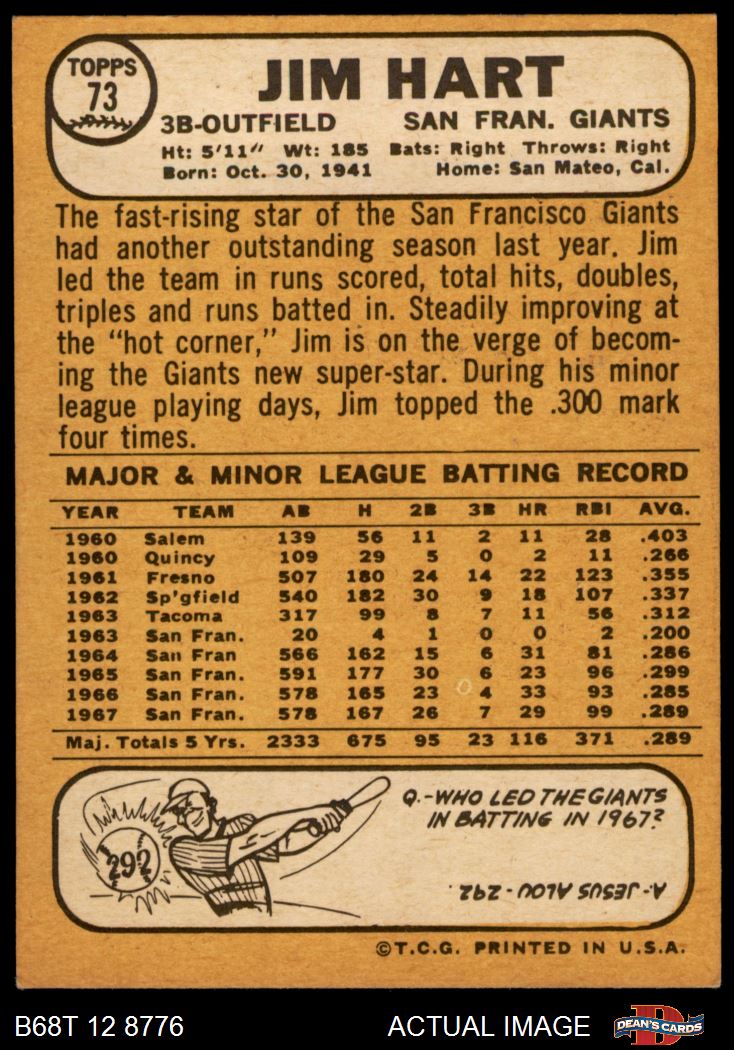 TOPPS
73
JIM HART
3B-OUTFIELD SAN FRAN. GIANTS
Ht: 5'11" Wt: 185 Bats: Right Throws: Right
Born: Oct. 30, 1941 Home: San Mateo, Cal.
The fast-rising star of the San Francisco Giants
had another outstanding season last year. Jim
led the team in runs scored, total hits, doubles,
triples and runs batted in. Steadily improving at
the "hot corner," Jim is on the verge of becom-
ing the Giants new super-star. During his minor
league playing days, Jim topped the .300 mark
four times.
MAJOR & MINOR LEAGUE BATTING RECORD
YEAR TEAM AB H 2B 3B HR RBI AVG.
1960 Salem 139 56 11 2 11 28 .403
1960 Quincy 109 29 5 0 2 11 .266
1961 Fresno 507 180 24 14 22 123 .355
1962 Sp'gfield 540 182 30 9 18 107 .337
1963 Tacoma 317 99 8 7 11 56 .312
1963 San Fran. 20 4 1 0 0 2 .200
1964 San Fran 566 162 15 6 31 81 .286
1965 San Fran. 591 177 30 6 23 96 .299
1966 San Fran. 578 165 23 4 33 93 .285
1967 San Fran. 578 167 26 7 29 99 .289
Maj. Totals 5 Yrs. 2333 675 95 23 116 371 .289
292
Q.-WHO LED THE GIANTS
IN BATTING IN 1967?
A.-JESUS ALOU-292.
©T.C.G. PRINTED IN U.S.A.
B68T 12 8776 ACTUAL IMAGE DEAN'S CARDS